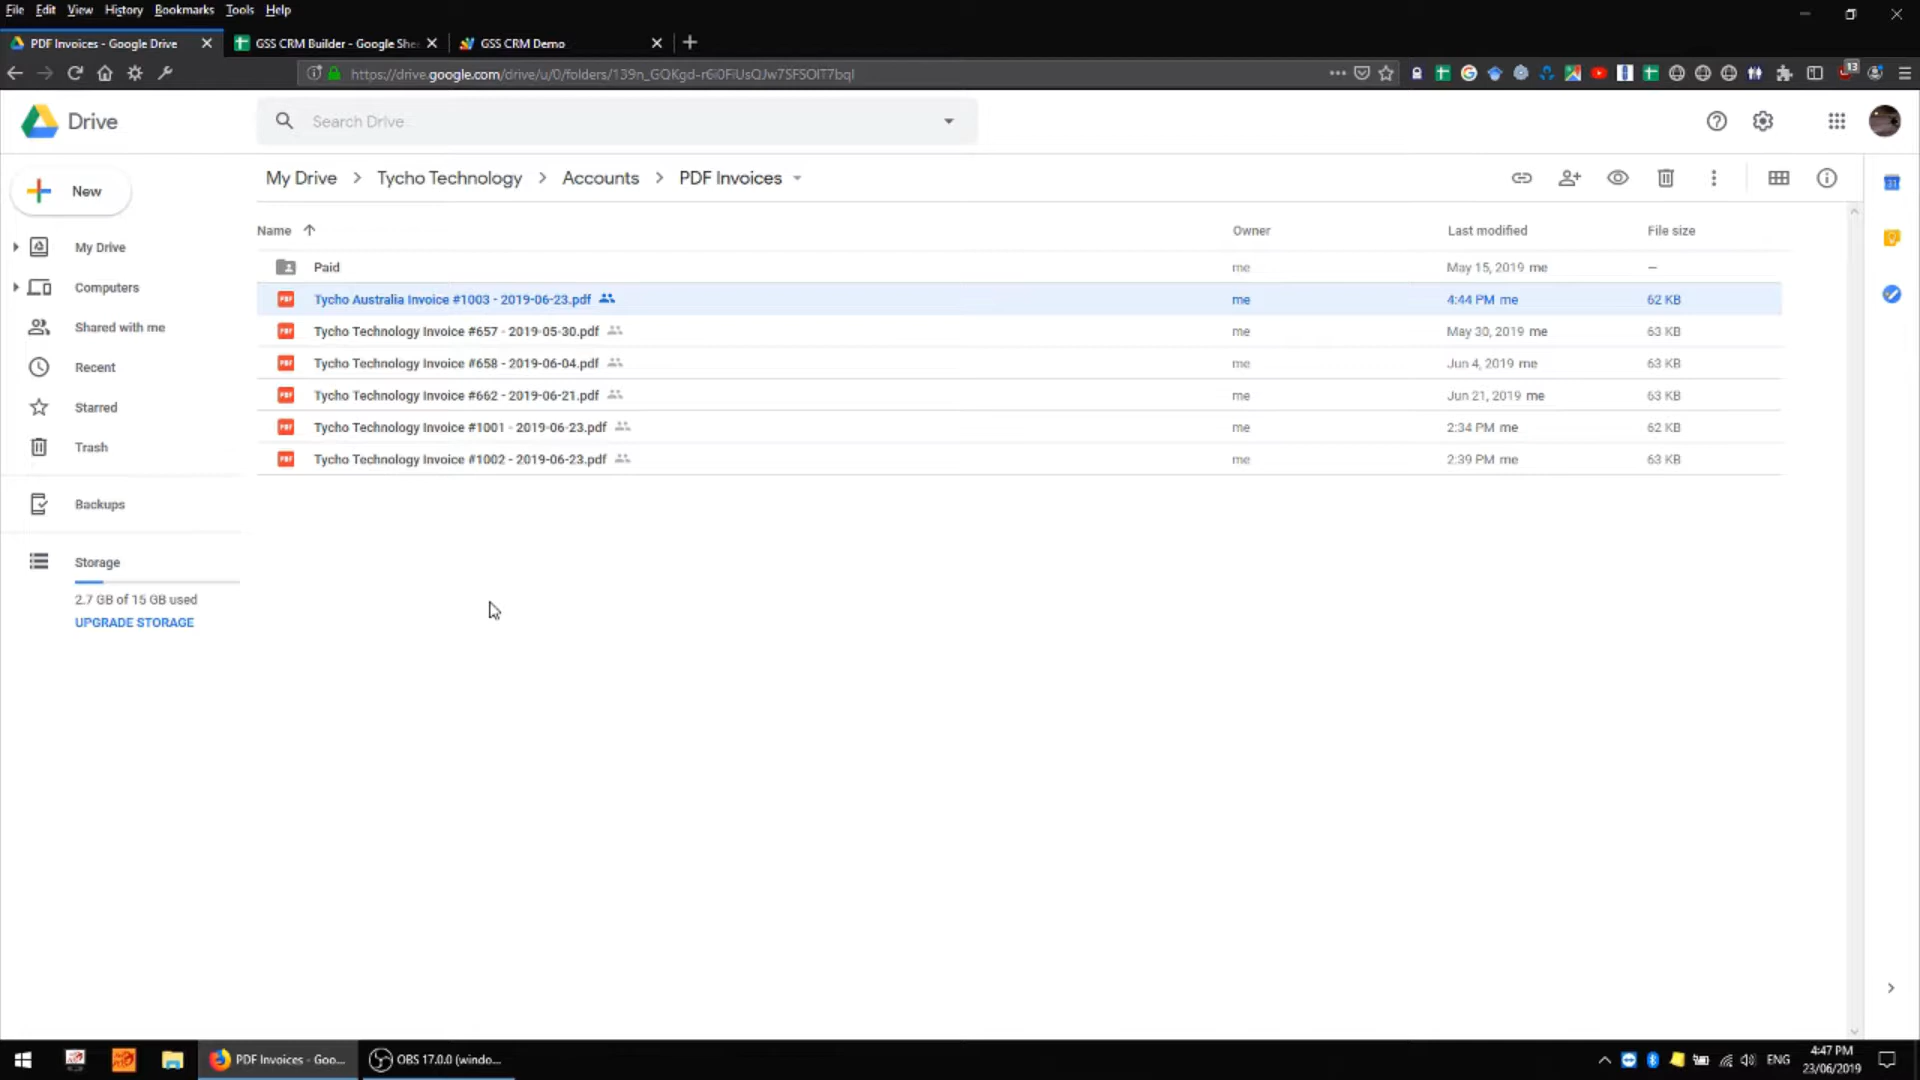 File Edit View History Bookmarks Tools Help
PDF Invoices - Google Drive
GSS CRM Builder - Google She
GSS CRM Demo
https://drive.google.com/drive/u/0/folders/139n_GQKgd-r6i0FiUsQJw7SFSOIT7bqI
13
Drive
Search Drive
New
My Drive > Tycho Technology > Accounts > PDF Invoices
Name Owner Last modified File size
My Drive
Computers
Shared with me
Recent
Starred
Trash
Backups
Storage
2.7 GB of 15 GB used
UPGRADE STORAGE
Paid me May 15, 2019 me –
PDF Tycho Australia Invoice #1003 - 2019-06-23.pdf me 4:44 PM me 62 KB
PDF Tycho Technology Invoice #657 - 2019-05-30.pdf me May 30, 2019 me 63 KB
PDF Tycho Technology Invoice #658 - 2019-06-04.pdf me Jun 4, 2019 me 63 KB
PDF Tycho Technology Invoice #662 - 2019-06-21.pdf me Jun 21, 2019 me 63 KB
PDF Tycho Technology Invoice #1001 - 2019-06-23.pdf me 2:34 PM me 62 KB
PDF Tycho Technology Invoice #1002 - 2019-06-23.pdf me 2:39 PM me 63 KB
31
PDF Invoices - Goo...
OBS 17.0.0 (windo...
ENG
4:47 PM
23/06/2019